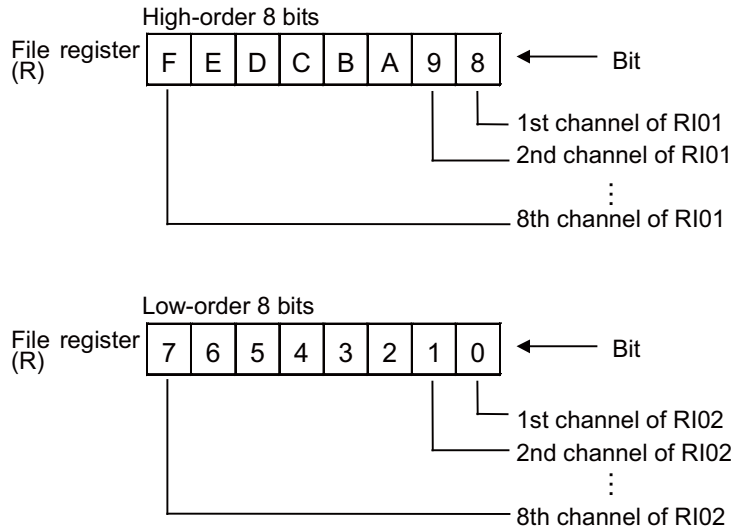 High-order 8 bits
File register
(R)
F E D C B A 9 8
Bit
1st channel of RI01
2nd channel of RI01
⋮
8th channel of RI01
Low-order 8 bits
File register
(R)
7 6 5 4 3 2 1 0
Bit
1st channel of RI02
2nd channel of RI02
⋮
8th channel of RI02